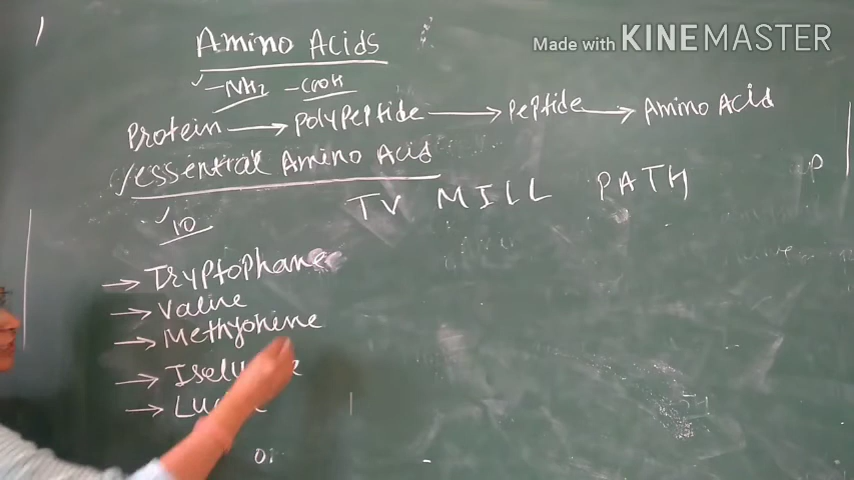 Made with KINEMASTER
Amino Acids
-NH2 -COOH
Protein → Polypeptide → Peptide → Amino Acid
essential Amino Acid
TV MILL PATH
10
→ Tryptophane
→ Valine
→ Methyonine
→
→